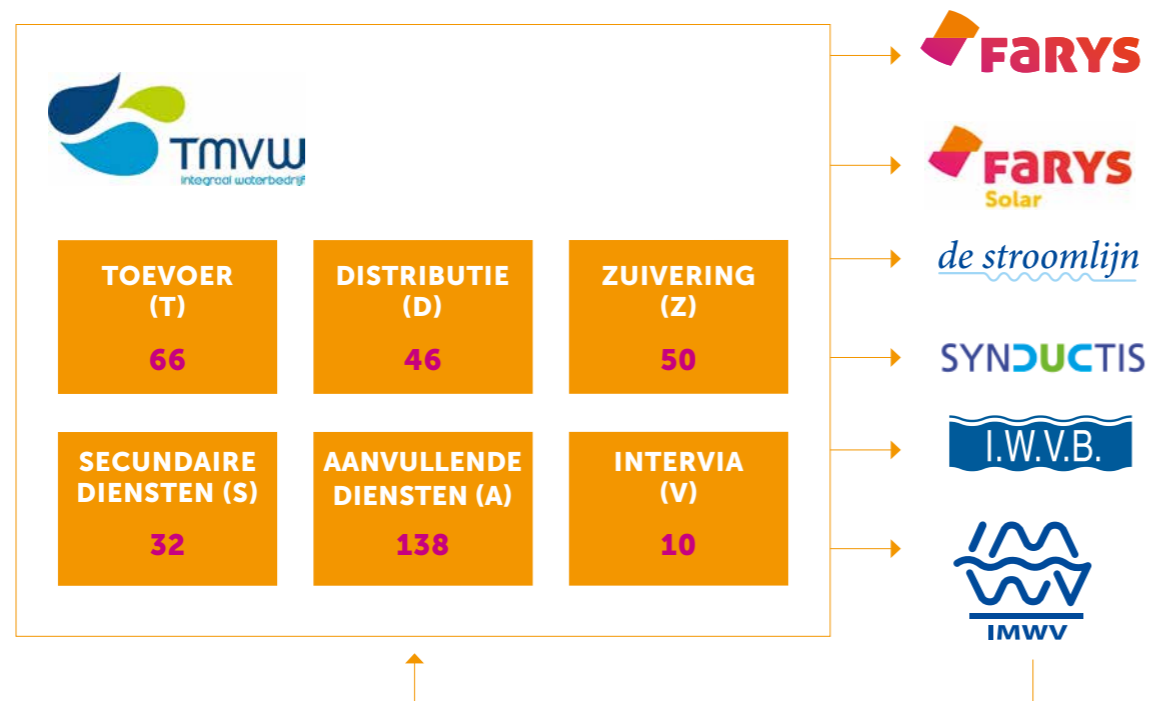 TMVW
integraal waterbedrijf
TOEVOER
(T)
66
DISTRIBUTIE
(D)
46
ZUIVERING
(Z)
50
SECUNDAIRE
DIENSTEN (S)
32
AANVULLENDE
DIENSTEN (A)
138
INTERVIA
(V)
10
FARYS
FARYS
Solar
de stroomlijn
SYNDUCTIS
I.W.V.B.
IMWV
IMWV